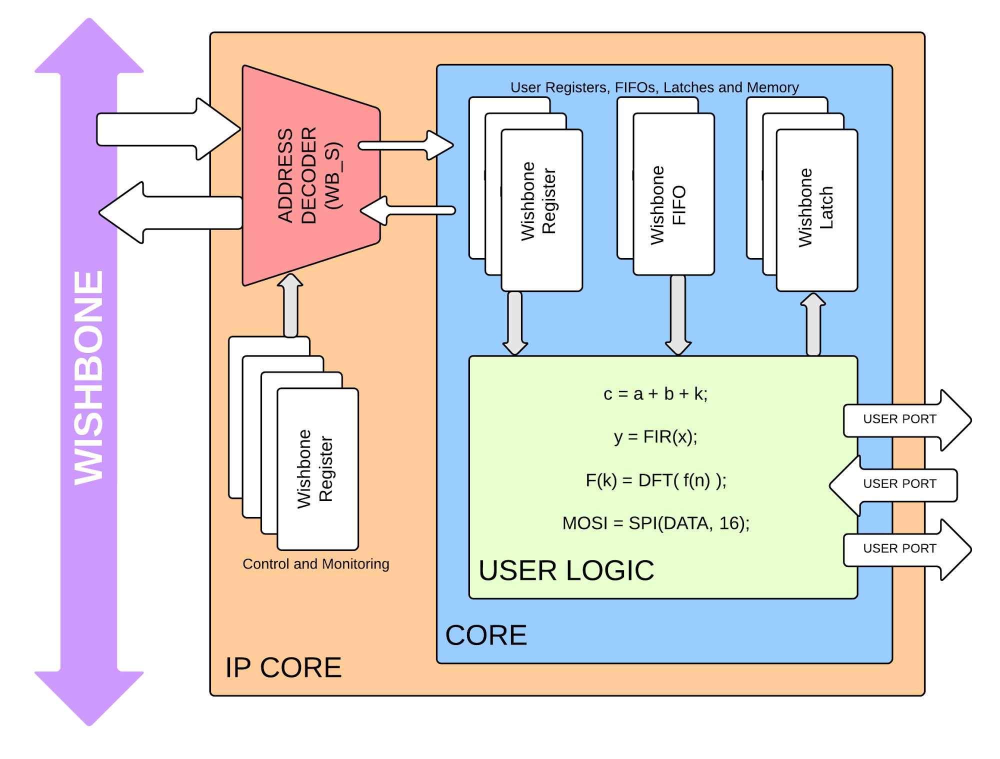 WISHBONE
ADDRESS
DECODER
(WB_S)
User Registers, FIFOs, Latches and Memory
Wishbone
Register
Wishbone
FIFO
Wishbone
Latch
Wishbone
Register
Control and Monitoring
c = a + b + k;
y = FIR(x);
F(k) = DFT( f(n) );
MOSI = SPI(DATA, 16);
USER LOGIC
USER PORT
USER PORT
USER PORT
CORE
IP CORE